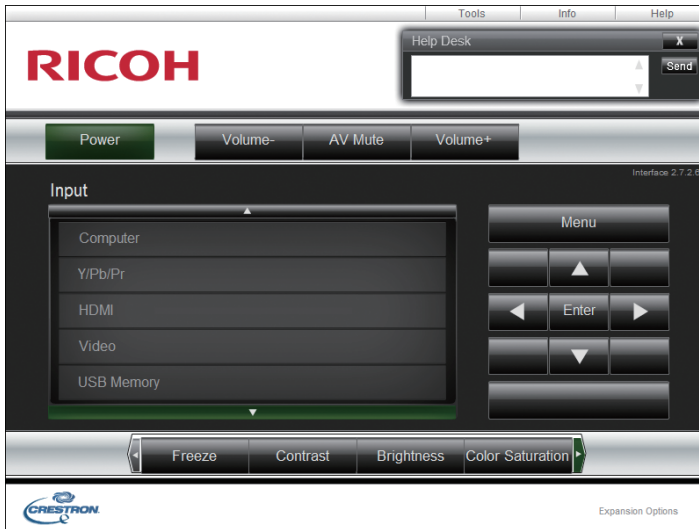 Tools Info Help
RICOH
Help Desk X
Send
Power Volume- AV Mute Volume+
Interface 2.7.2.6
Input
Computer
Y/Pb/Pr
HDMI
Video
USB Memory
Menu
Enter
Freeze Contrast Brightness Color Saturation
CRESTRON
Expansion Options